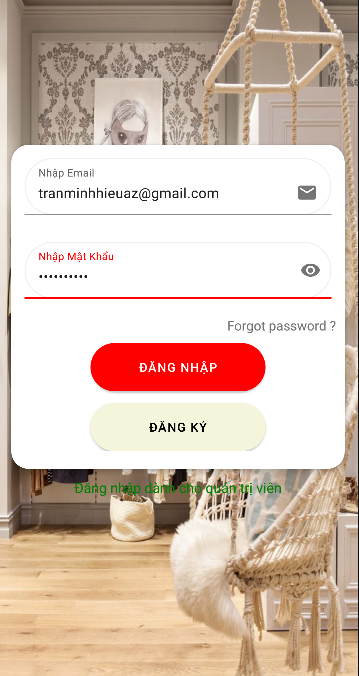 Nhập Email
tranminhhieuaz@gmail.com
Nhập Mật Khẩu
••••••••••
Forgot password ?
ĐĂNG NHẬP
ĐĂNG KÝ
Đăng nhập dành cho quản trị viên